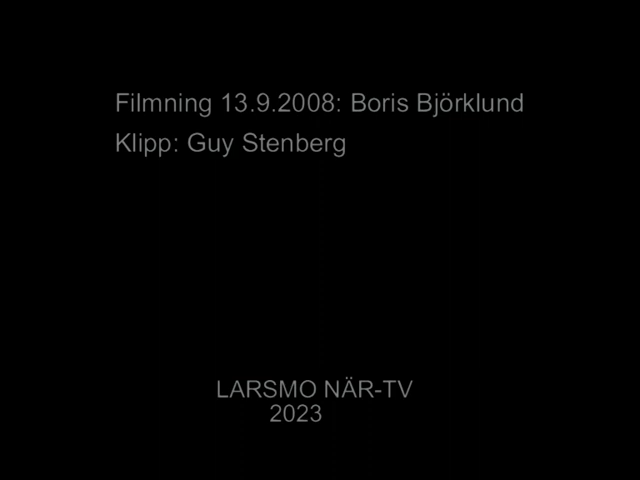 Filmning 13.9.2008: Boris Björklund
Klipp: Guy Stenberg
LARSMO NÄR-TV
2023